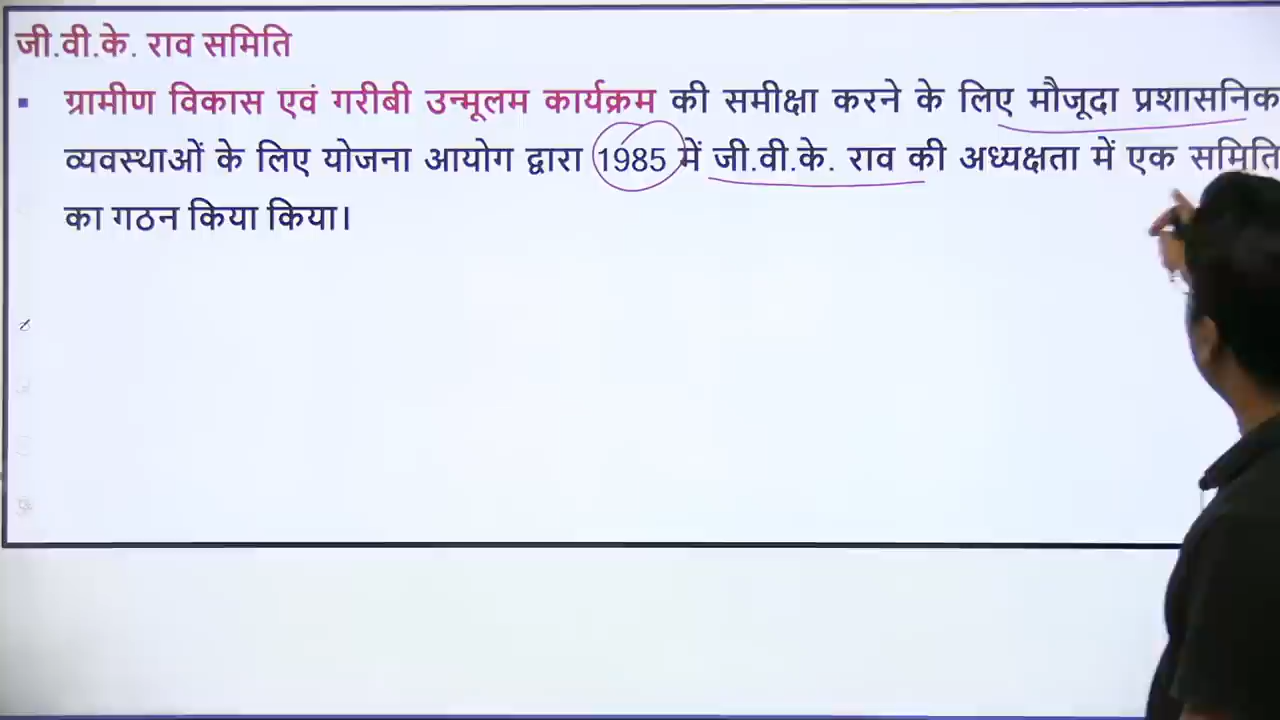 जी.वी.के. राव समिति
▪ ग्रामीण विकास एवं गरीबी उन्मूलम कार्यक्रम की समीक्षा करने के लिए मौजूदा प्रशासनिक
व्यवस्थाओं के लिए योजना आयोग द्वारा 1985 में जी.वी.के. राव की अध्यक्षता में एक समिति
का गठन किया किया।